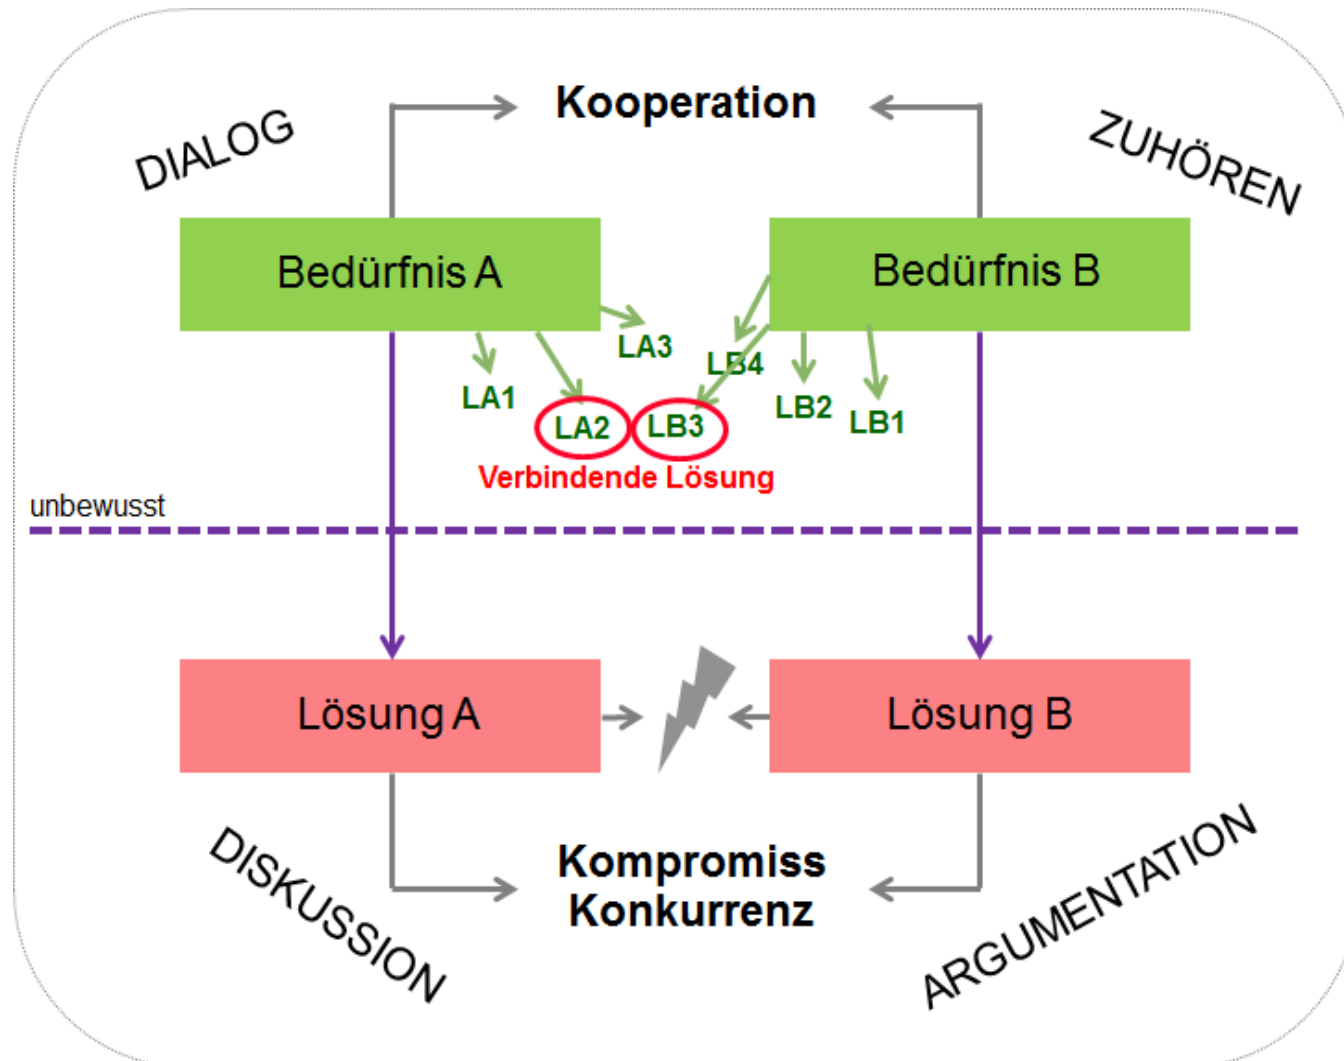 Kooperation
DIALOG
ZUHÖREN
Bedürfnis A
Bedürfnis B
LA3
LB4
LA1
LB2
LB1
LA2
LB3
Verbindende Lösung
unbewusst
Lösung A
Lösung B
DISKUSSION
Kompromiss
Konkurrenz
ARGUMENTATION